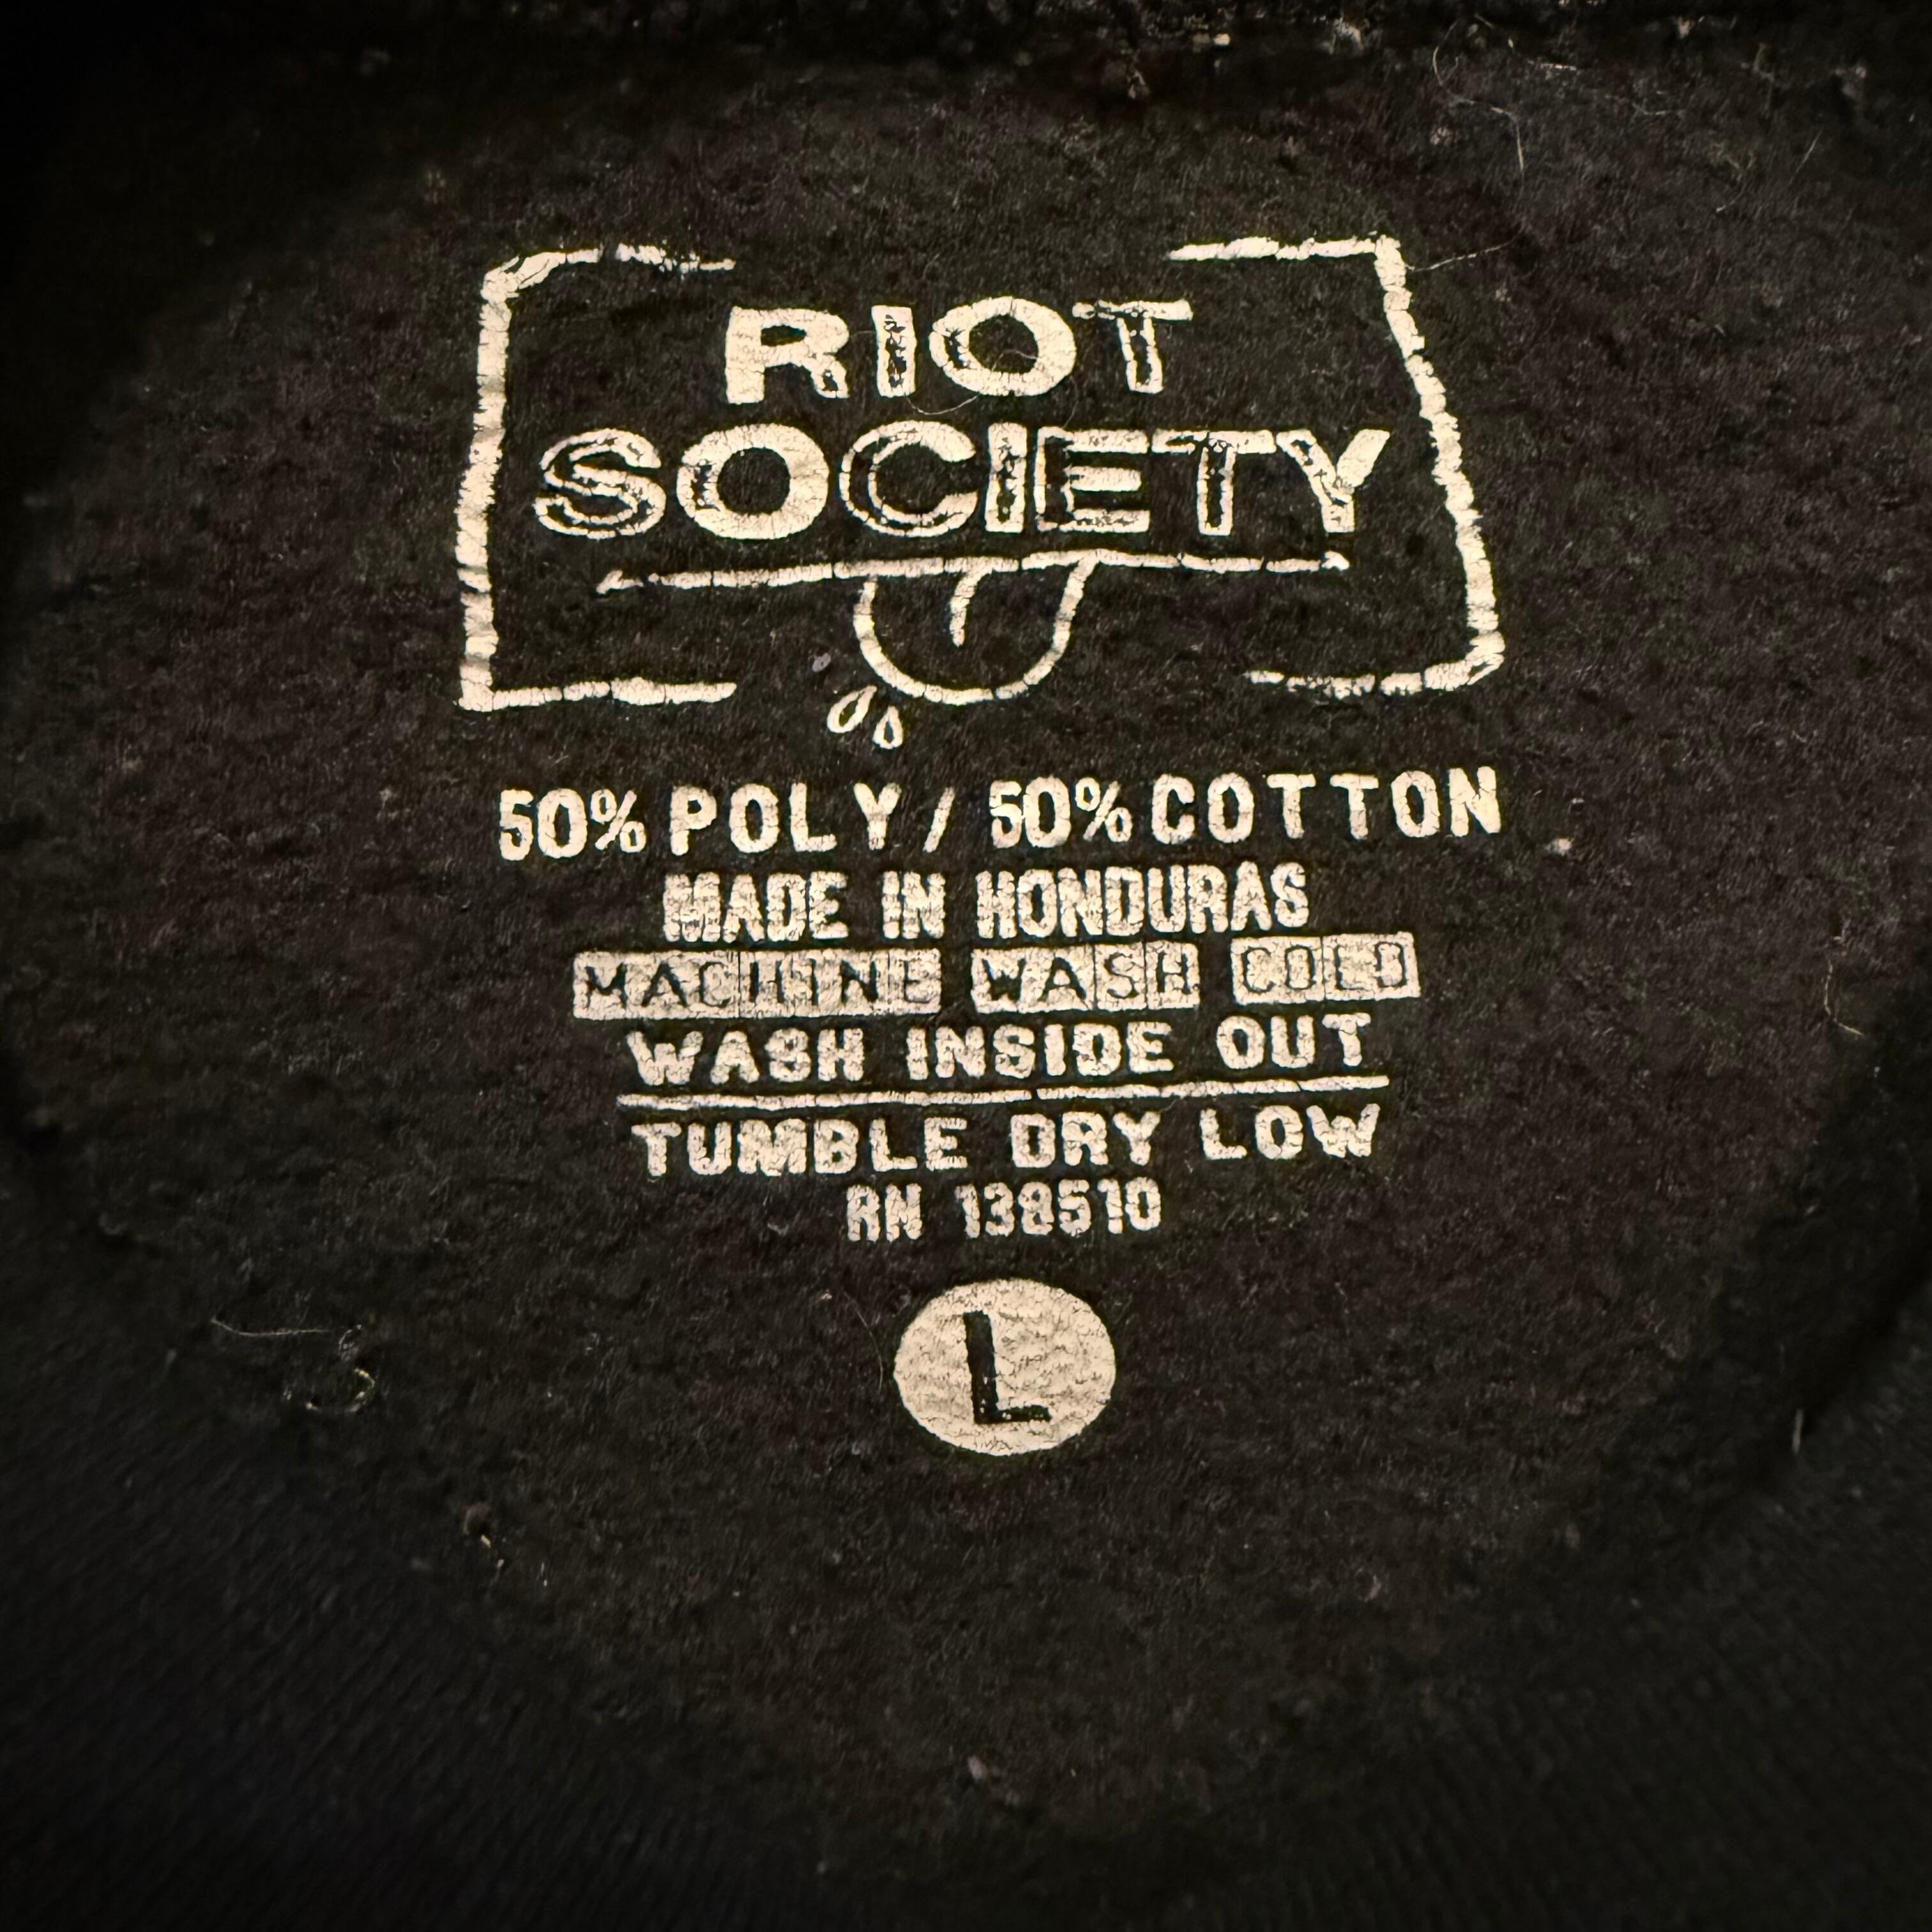 RIOT
SOCIETY
50% POLY / 50% COTTON
MADE IN HONDURAS
MACHINE WASH COLD
WASH INSIDE OUT
TUMBLE DRY LOW
RN 138510
L